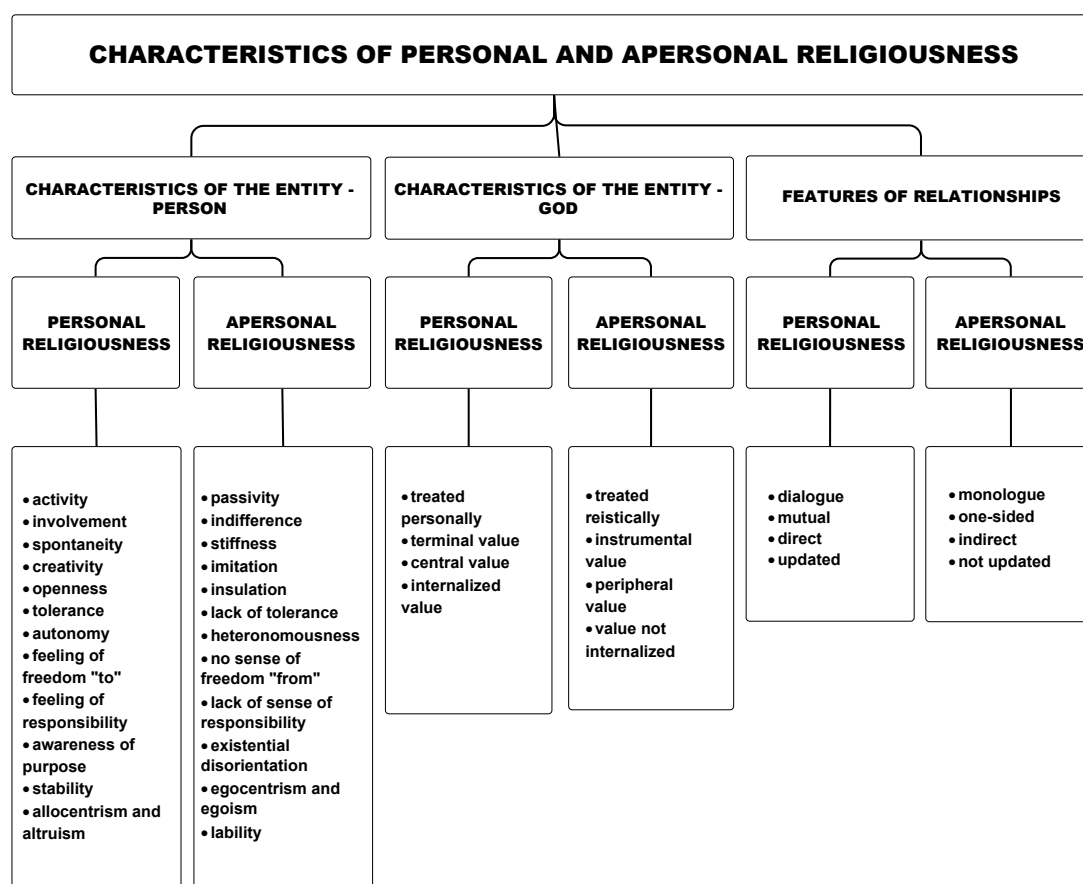 CHARACTERISTICS OF PERSONAL AND APERSONAL RELIGIOUSNESS
CHARACTERISTICS OF THE ENTITY -
PERSON
CHARACTERISTICS OF THE ENTITY -
GOD
FEATURES OF RELATIONSHIPS
PERSONAL
RELIGIOUSNESS
APERSONAL
RELIGIOUSNESS
PERSONAL
RELIGIOUSNESS
APERSONAL
RELIGIOUSNESS
PERSONAL
RELIGIOUSNESS
APERSONAL
RELIGIOUSNESS
• activity
• involvement
• spontaneity
• creativity
• openness
• tolerance
• autonomy
• feeling of
freedom "to"
• feeling of
responsibility
• awareness of
purpose
• stability
• allocentrism and
altruism
• passivity
• indifference
• stiffness
• imitation
• insulation
• lack of tolerance
• heteronomousness
• no sense of
freedom "from"
• lack of sense of
responsibility
• existential
disorientation
• egocentrism and
egoism
• lability
• treated
personally
• terminal value
• central value
• internalized
value
• treated
reistically
• instrumental
value
• peripheral
value
• value not
internalized
• dialogue
• mutual
• direct
• updated
• monologue
• one-sided
• indirect
• not updated